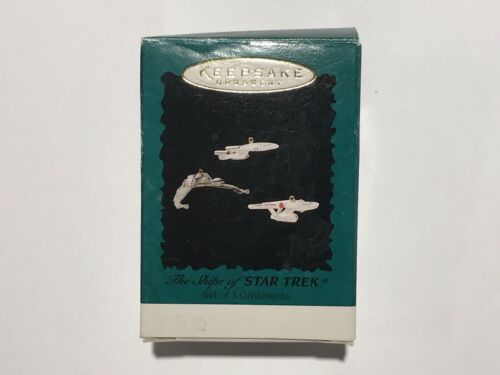 KEEPSAKE
ORNAMENT
The Ships of STAR TREK®
Set of 3 Ornaments